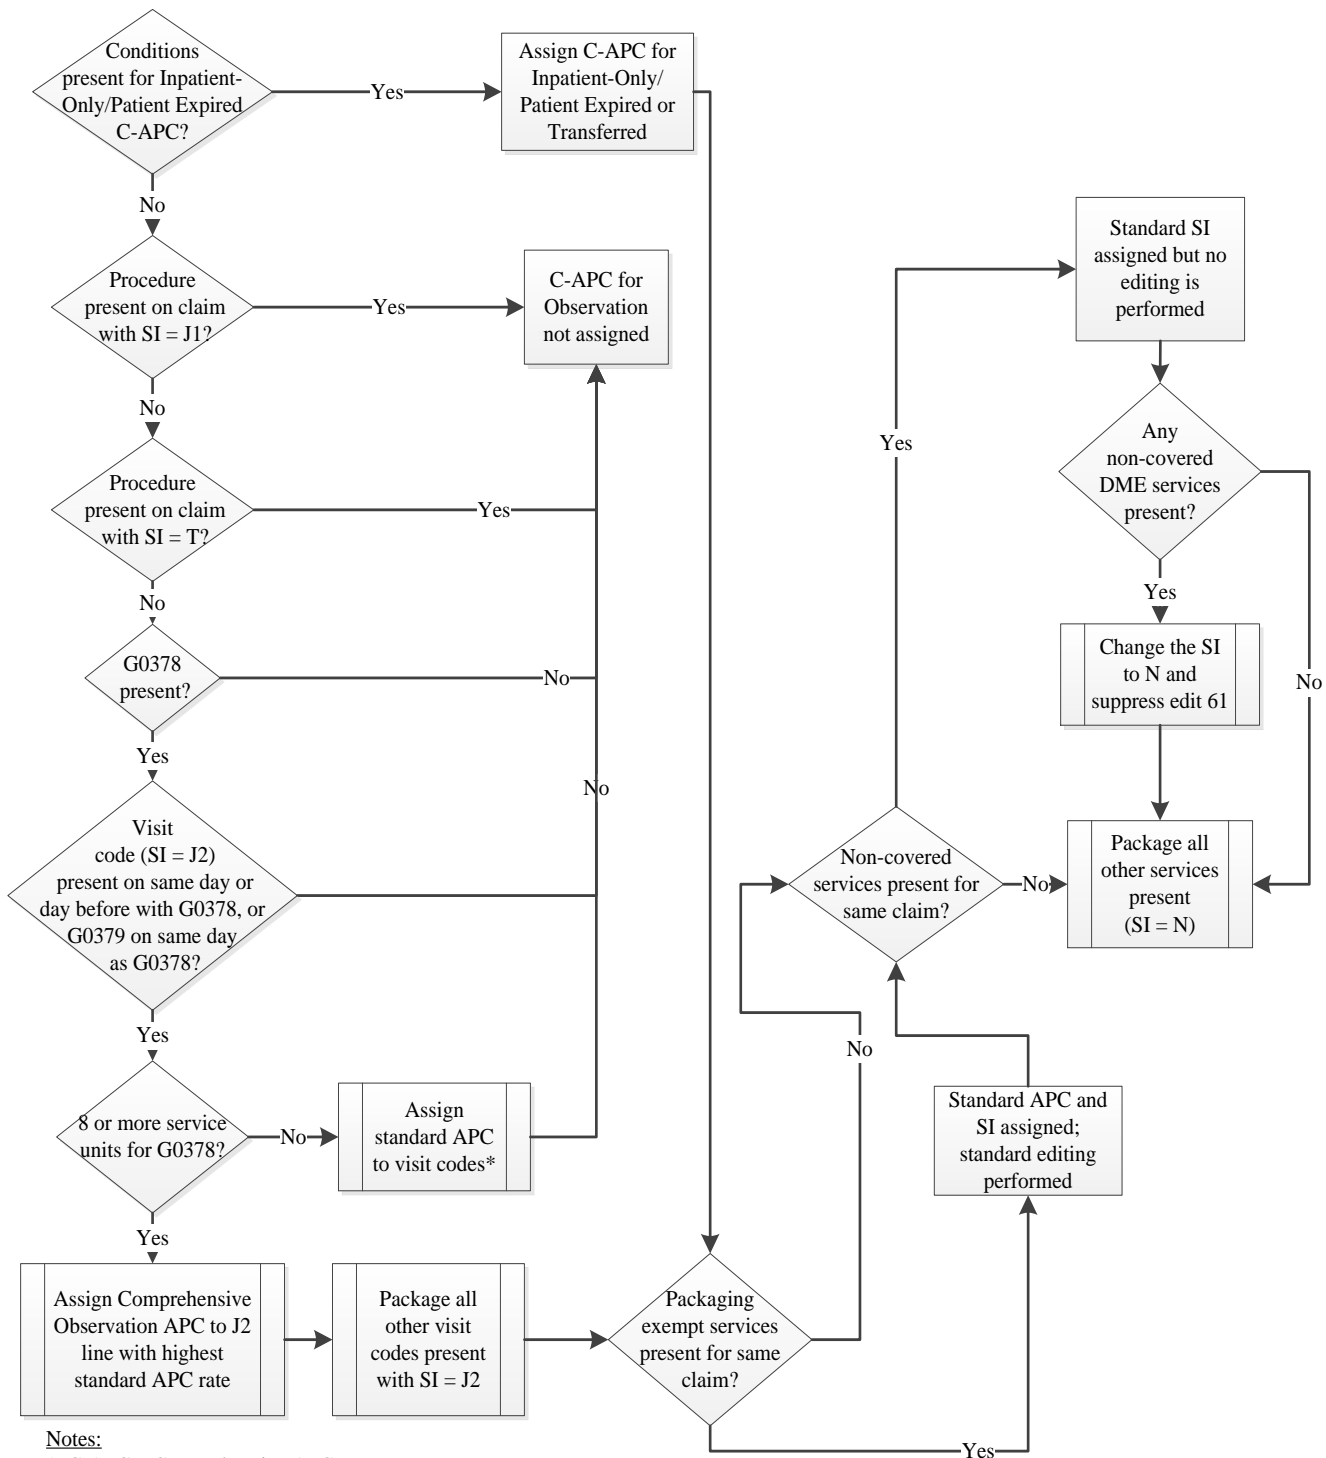 Conditions
present for Inpatient-
Only/Patient Expired
C-APC?
Yes
Assign C-APC for
Inpatient-Only/
Patient Expired or
Transferred
No
Procedure
present on claim
with SI = J1?
Yes
C-APC for
Observation
not assigned
No
Procedure
present on claim
with SI = T?
Yes
No
G0378
present?
No
Yes
Visit
code (SI = J2)
present on same day or
day before with G0378, or
G0379 on same day
as G0378?
No
Yes
8 or more service
units for G0378?
No
Assign
standard APC
to visit codes*
Yes
Assign Comprehensive
Observation APC to J2
line with highest
standard APC rate
Package all
other visit
codes present
with SI = J2
Packaging
exempt services
present for same
claim?
No
Yes
Standard APC and
SI assigned;
standard editing
performed
Non-covered
services present for
same claim?
No
Yes
Standard SI
assigned but no
editing is
performed
Any
non-covered
DME services
present?
Yes
No
Change the SI
to N and
suppress edit 61
Package all
other services
present
(SI = N)
Notes: